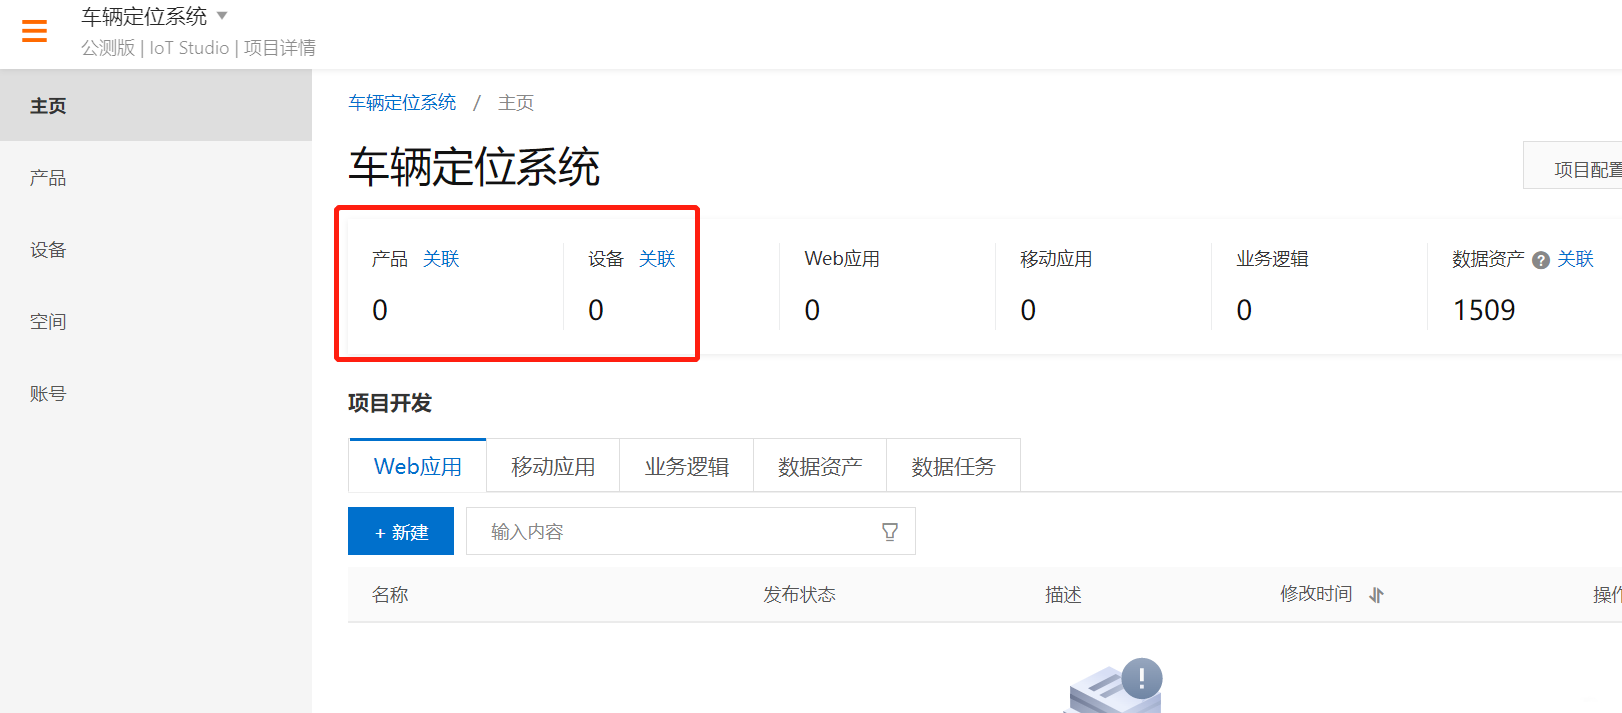 车辆定位系统
公测版 | IoT Studio | 项目详情
主页
产品
设备
空间
账号
车辆定位系统 / 主页
车辆定位系统
项目配置
产品 关联
0
设备 关联
0
Web应用
0
移动应用
0
业务逻辑
0
数据资产 ? 关联
1509
项目开发
Web应用 移动应用 业务逻辑 数据资产 数据任务
+ 新建 输入内容
名称 发布状态 描述 修改时间 操作